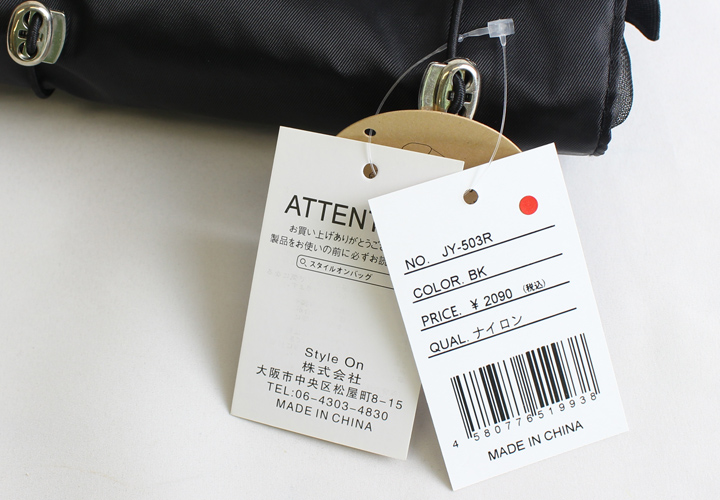 ATTENT
お買い上げありがとうござ
製品をお使いの前に必ずお読
スタイルオンバッグ
Style On
株式会社
大阪市中央区松屋町8-15
TEL:06-4303-4830
MADE IN CHINA
NO. JY-503R
COLOR. BK
PRICE. ¥ 2090 (税込)
QUAL. ナイロン
4 580776 519938
MADE IN CHINA